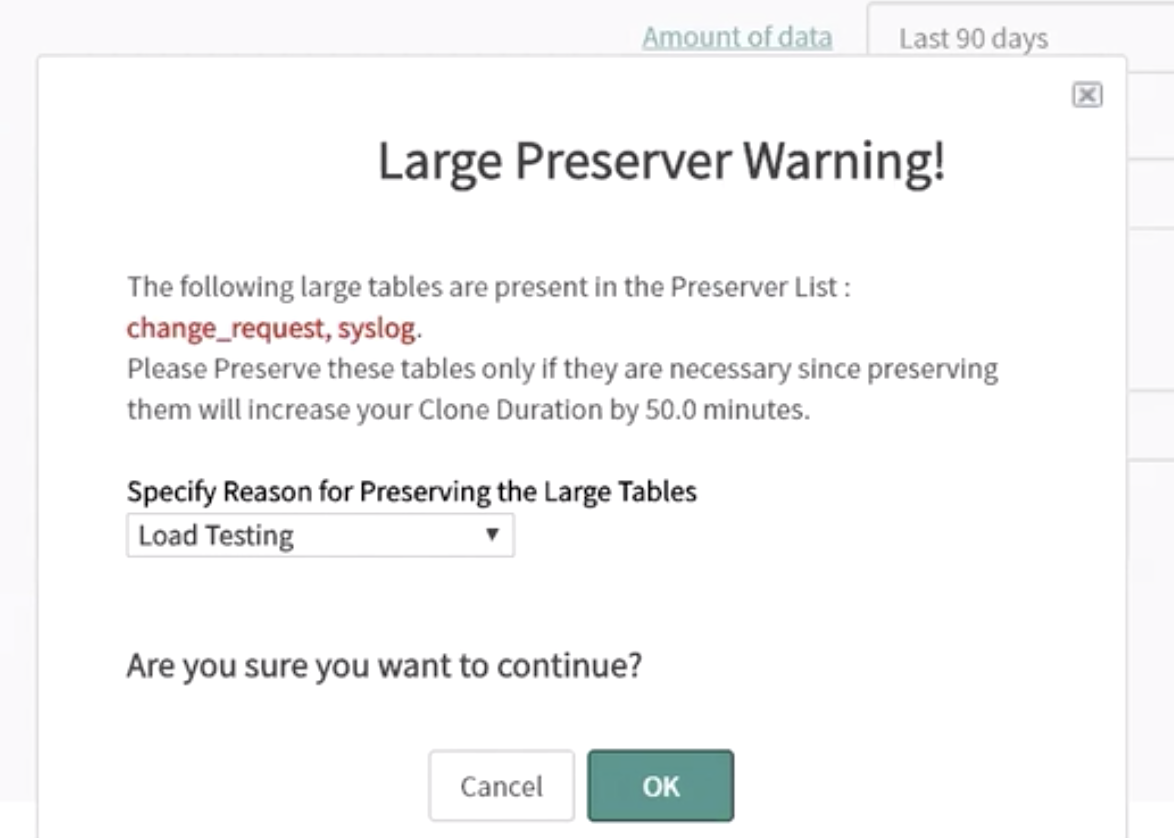 Amount of data
Last 90 days
Large Preserver Warning!
The following large tables are present in the Preserver List :
change_request, syslog.
Please Preserve these tables only if they are necessary since preserving
them will increase your Clone Duration by 50.0 minutes.
Specify Reason for Preserving the Large Tables
Load Testing
Are you sure you want to continue?
Cancel
OK